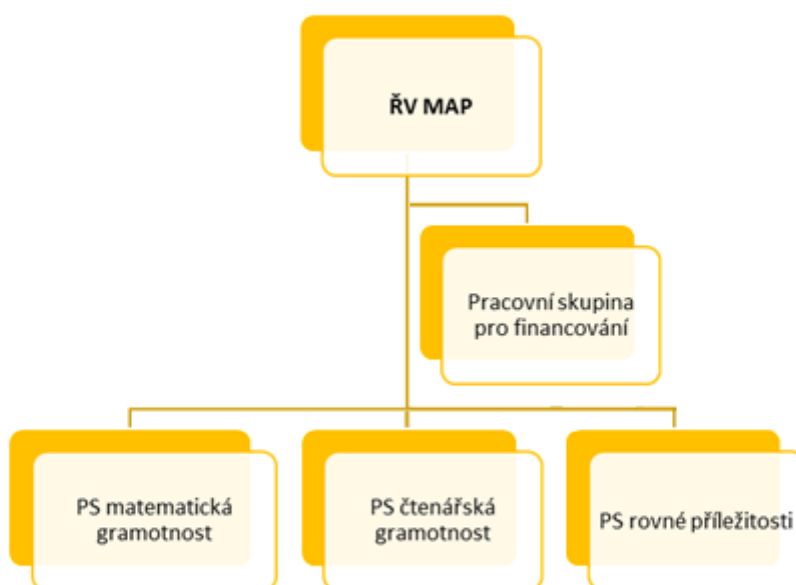 ŘV MAP
Pracovní skupina
pro financování
PS matematická
gramotnost
PS čtenářská
gramotnost
PS rovné příležitosti